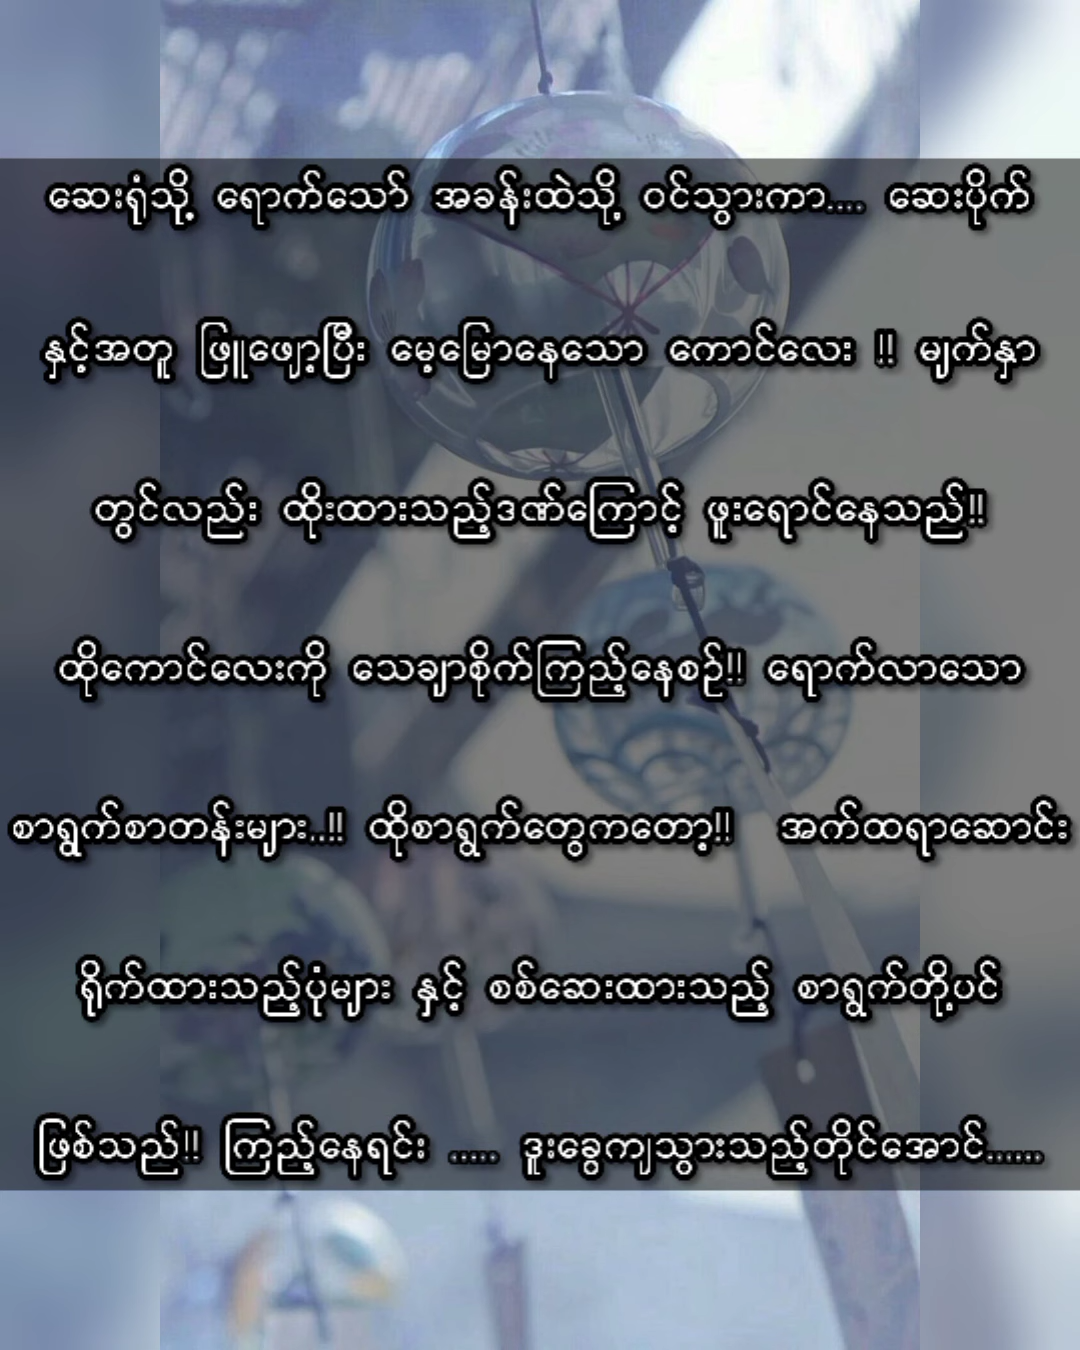 ဆေးရုံသို့ ရောက်သော် အခန်းထဲသို့ ဝင်သွားကာ.... ဆေးပိုက်
နှင့်အတူ ဖြူဖျော့ပြီး မေ့မြောနေသော ကောင်လေး !! မျက်နှာ
တွင်လည်း ထိုးထားသည့်ဒဏ်ကြောင့် ဖူးရောင်နေသည်!!
ထိုကောင်လေးကို သေချာစိုက်ကြည့်နေစဉ်!! ရောက်လာသော
စာရွက်စာတန်းများ..!! ထိုစာရွက်တွေကတော့!! အက်ထရာဆောင်း
ရိုက်ထားသည့်ပုံများ နှင့် စစ်ဆေးထားသည့် စာရွက်တို့ပင်
ဖြစ်သည်!! ကြည့်နေရင်း ..... ဒူးခွေကျသွားသည့်တိုင်အောင်......